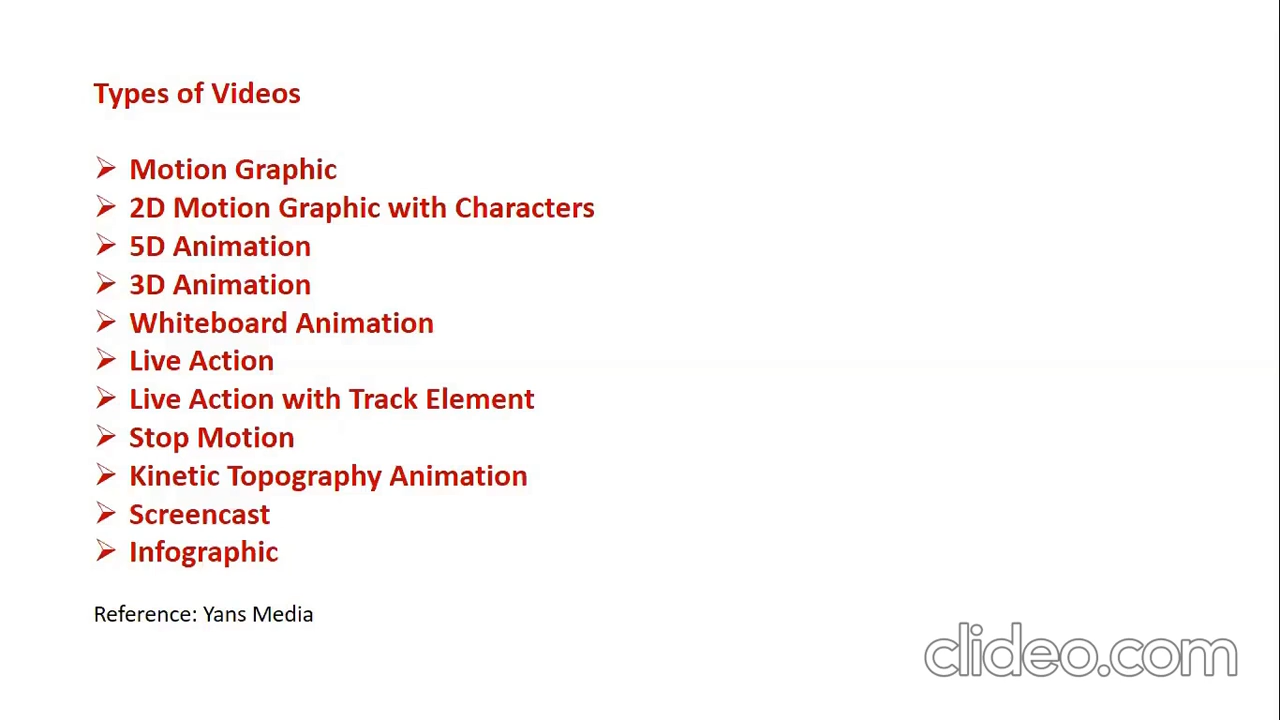 Types of Videos
➢ Motion Graphic
➢ 2D Motion Graphic with Characters
➢ 5D Animation
➢ 3D Animation
➢ Whiteboard Animation
➢ Live Action
➢ Live Action with Track Element
➢ Stop Motion
➢ Kinetic Topography Animation
➢ Screencast
➢ Infographic
Reference: Yans Media
clideo.com